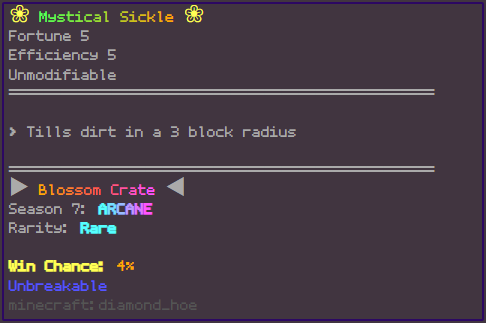 ❀ Mystical Sickle ❀
Fortune 5
Efficiency 5
Unmodifiable
> Tills dirt in a 3 block radius
▶ Blossom Crate ◀
Season 7: ARCANE
Rarity: Rare
Win Chance: 4%
Unbreakable
minecraft:diamond_hoe